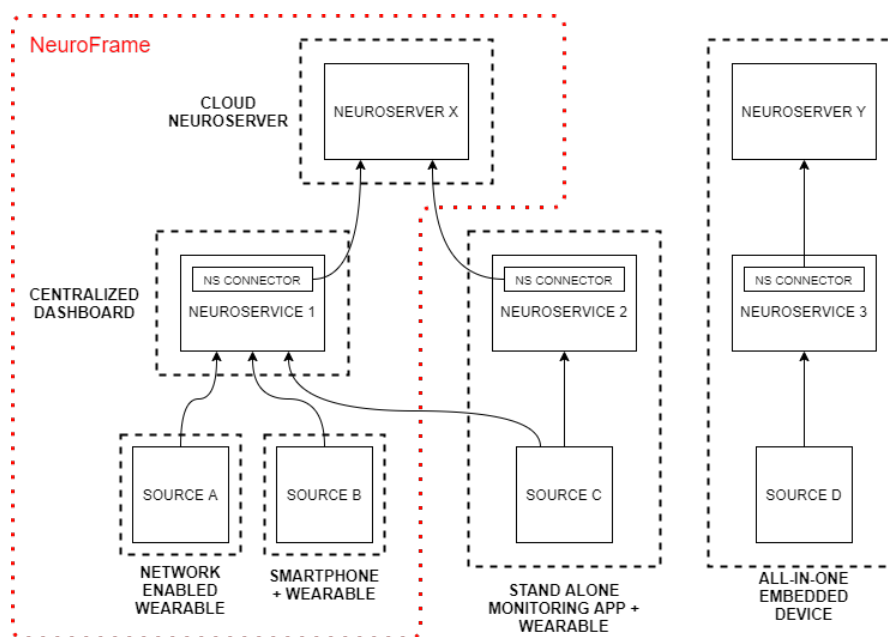 NeuroFrame
CLOUD
NEUROSERVER
NEUROSERVER X
NEUROSERVER Y
CENTRALIZED
DASHBOARD
NS CONNECTOR
NEUROSERVICE 1
NS CONNECTOR
NEUROSERVICE 2
NS CONNECTOR
NEUROSERVICE 3
SOURCE A
SOURCE B
SOURCE C
SOURCE D
NETWORK
ENABLED
WEARABLE
SMARTPHONE
+ WEARABLE
STAND ALONE
MONITORING APP +
WEARABLE
ALL-IN-ONE
EMBEDDED
DEVICE